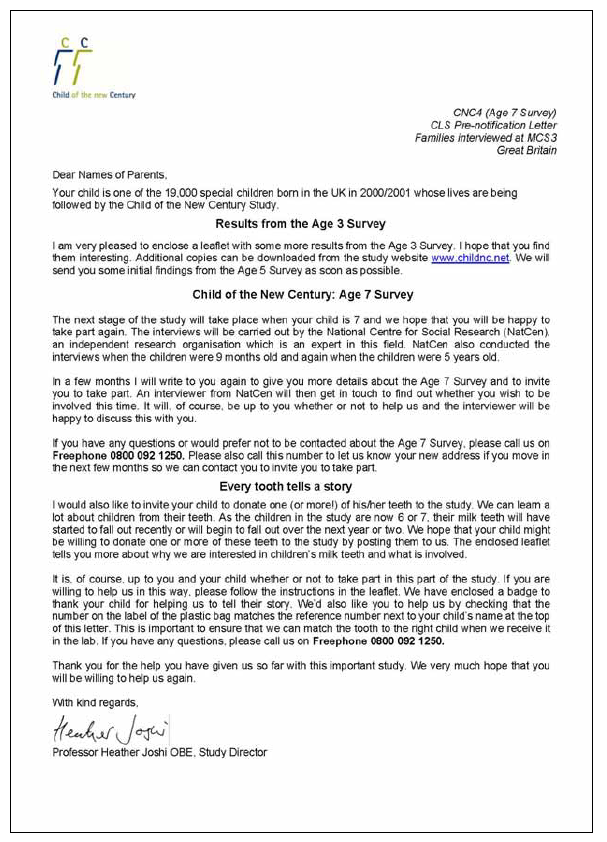 C C
Child of the new Century
CNC4 (Age 7 Survey)
CLS Pre-notification Letter
Families interviewed at MCS3
Great Britain
Dear Names of Parents,
Your child is one of the 19,000 special children born in the UK in 2000/2001 whose lives are being
followed by the Child of the New Century Study.
Results from the Age 3 Survey
I am very pleased to enclose a leaflet with some more results from the Age 3 Survey. I hope that you find
them interesting. Additional copies can be downloaded from the study website www.childnc.net. We will
send you some initial findings from the Age 5 Survey as soon as possible.
Child of the New Century: Age 7 Survey
The next stage of the study will take place when your child is 7 and we hope that you will be happy to
take part again. The interviews will be carried out by the National Centre for Social Research (NatCen),
an independent research organisation which is an expert in this field. NatCen also conducted the
interviews when the children were 9 months old and again when the children were 5 years old.
In a few months I will write to you again to give you more details about the Age 7 Survey and to invite
you to take part. An interviewer from NatCen will then get in touch to find out whether you wish to be
involved this time. It will, of course, be up to you whether or not to help us and the interviewer will be
happy to discuss this with you.
If you have any questions or would prefer not to be contacted about the Age 7 Survey, please call us on
Freephone 0800 092 1250. Please also call this number to let us know your new address if you move in
the next few months so we can contact you to invite you to take part.
Every tooth tells a story
I would also like to invite your child to donate one (or more!) of his/her teeth to the study. We can learn a
lot about children from their teeth. As the children in the study are now 6 or 7, their milk teeth will have
started to fall out recently or will begin to fall out over the next year or two. We hope that your child might
be willing to donate one or more of these teeth to the study by posting them to us. The enclosed leaflet
tells you more about why we are interested in children's milk teeth and what is involved.
It is, of course, up to you and your child whether or not to take part in this part of the study. If you are
willing to help us in this way, please follow the instructions in the leaflet. We have enclosed a badge to
thank your child for helping us to tell their story. We'd also like you to help us by checking that the
number on the label of the plastic bag matches the reference number next to your child's name at the top
of this letter. This is important to ensure that we can match the tooth to the right child when we receive it
in the lab. If you have any questions, please call us on Freephone 0800 092 1250.
Thank you for the help you have given us so far with this important study. We very much hope that you
will be willing to help us again.
With kind regards,
Heather Joshi
Professor Heather Joshi OBE, Study Director